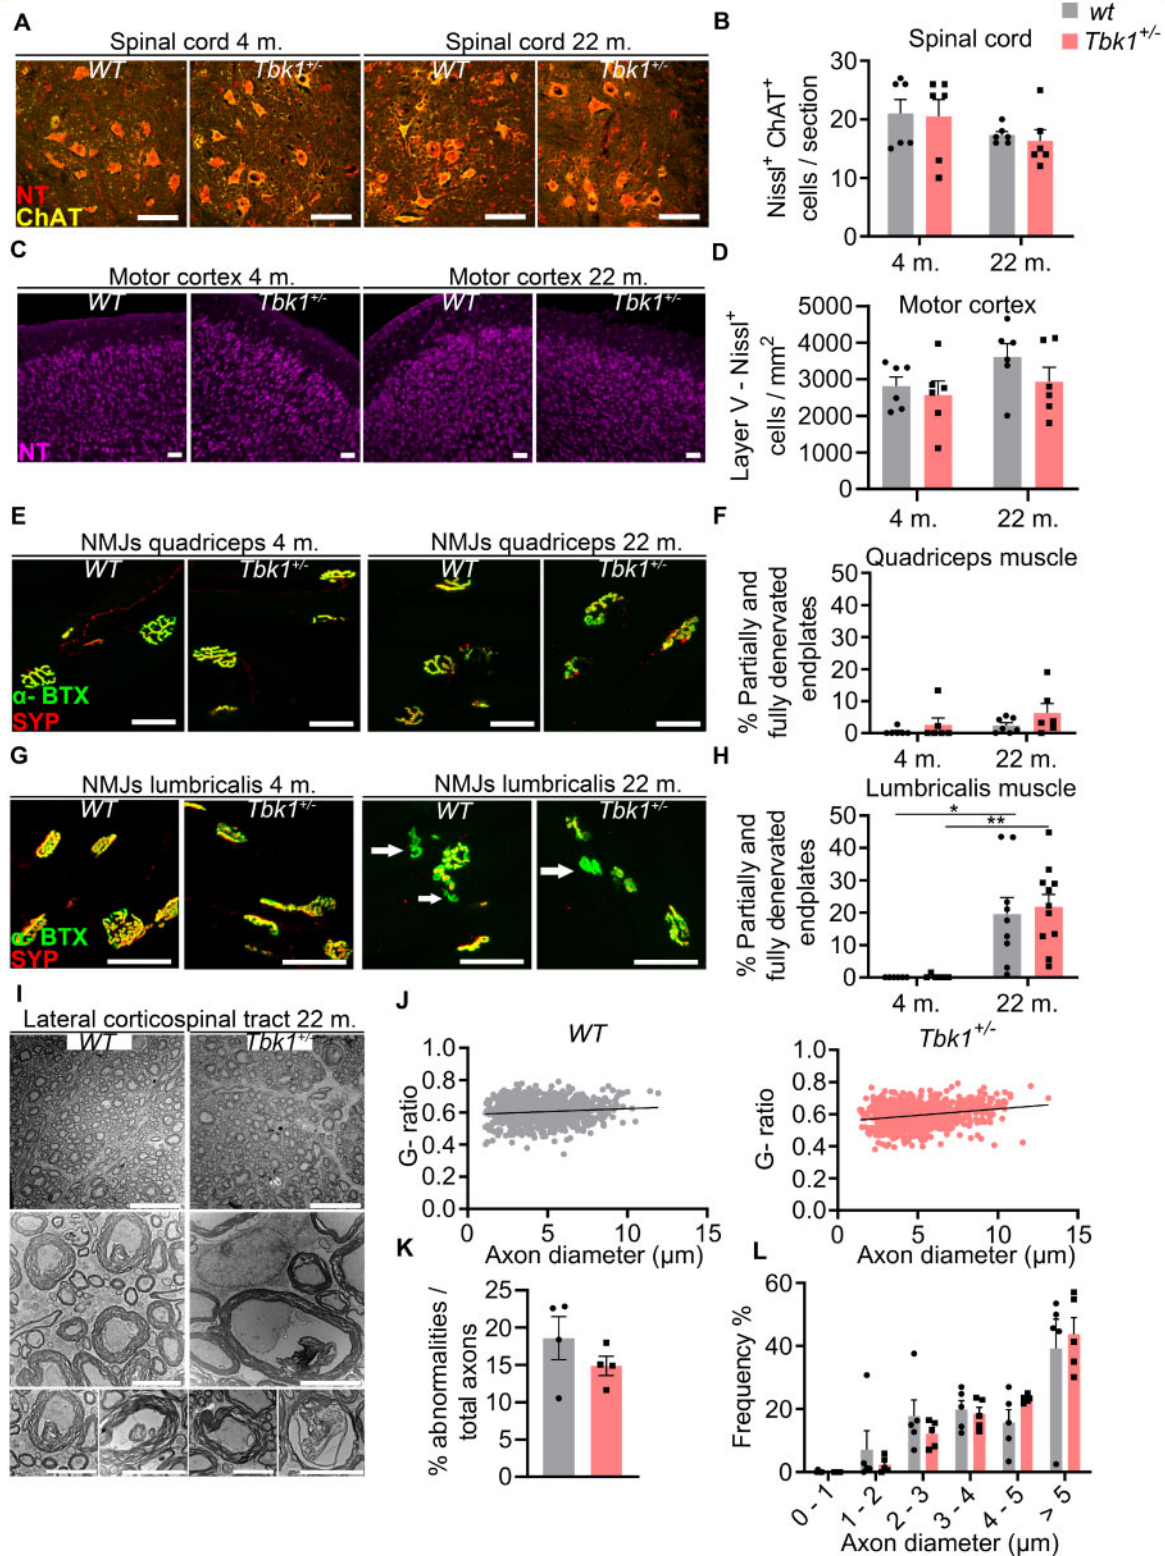 A
Spinal cord 4 m.
Spinal cord 22 m.
WT
Tbk1+/-
WT
Tbk1+/-
NT
ChAT
B
wt
Tbk1+/-
Spinal cord
Nissl+ ChAT+
cells / section
30
20
10
0
4 m.
22 m.
C
Motor cortex 4 m.
Motor cortex 22 m.
WT
Tbk1+/-
WT
Tbk1+/-
NT
D
Motor cortex
Layer V - Nissl+
cells / mm2
5000
4000
3000
2000
1000
0
4 m.
22 m.
E
NMJs quadriceps 4 m.
NMJs quadriceps 22 m.
WT
Tbk1+/-
WT
Tbk1+/-
α- BTX
SYP
F
Quadriceps muscle
% Partially and
fully denervated
endplates
50
40
30
20
10
0
4 m.
22 m.
G
NMJs lumbricalis 4 m.
NMJs lumbricalis 22 m.
WT
Tbk1+/-
WT
Tbk1+/-
α- BTX
SYP
H
Lumbricalis muscle
% Partially and
fully denervated
endplates
50
40
30
20
10
0
*
**
4 m.
22 m.
I
Lateral corticospinal tract 22 m.
WT
Tbk1+/-
J
WT
G- ratio
1.0
0.8
0.6
0.4
0.2
0.0
0
5
10
15
Axon diameter (µm)
Tbk1+/-
G- ratio
1.0
0.8
0.6
0.4
0.2
0.0
0
5
10
15
Axon diameter (µm)
K
% abnormalities /
total axons
25
20
15
10
5
0
L
Frequency %
60
40
20
0
0 - 1
1 - 2
2 - 3
3 - 4
4 - 5
> 5
Axon diameter (µm)